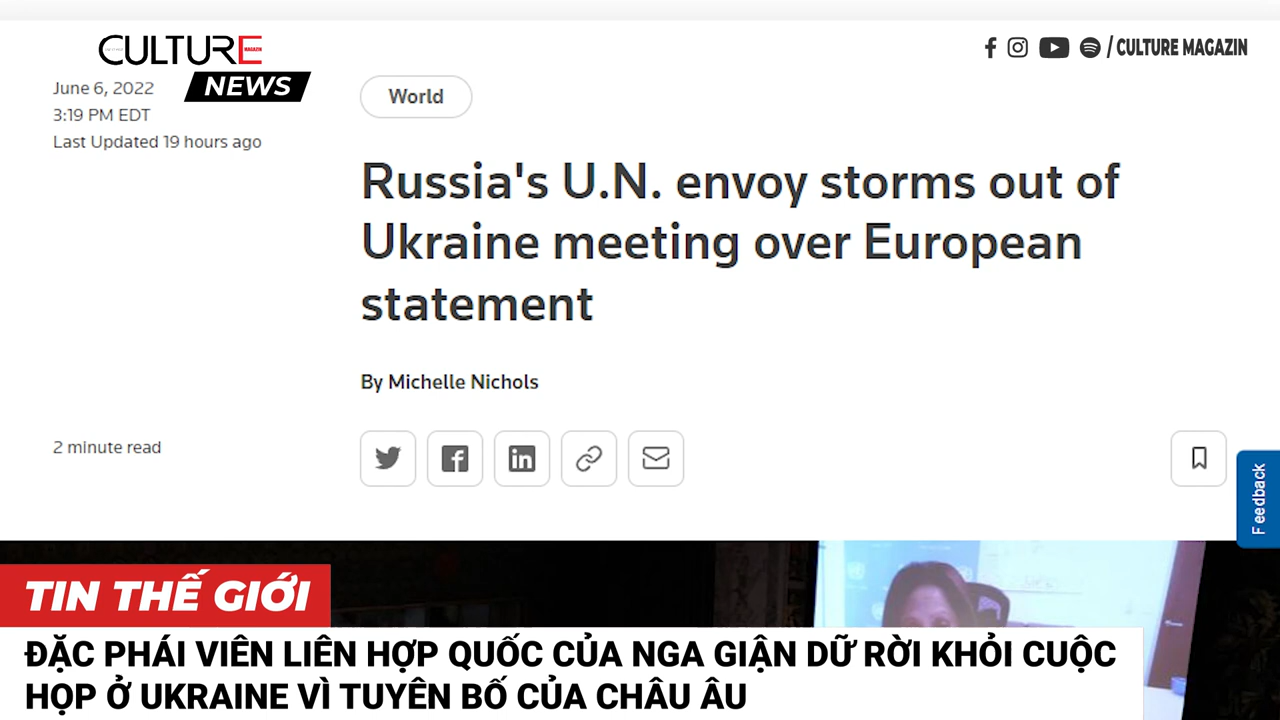 CULTURE
MAGAZIN
NEWS
/ CULTURE MAGAZIN
June 6, 2022
3:19 PM EDT
Last Updated 19 hours ago
World
Russia's U.N. envoy storms out of
Ukraine meeting over European
statement
By Michelle Nichols
2 minute read
Feedback
TIN THẾ GIỚI
ĐẶC PHÁI VIÊN LIÊN HỢP QUỐC CỦA NGA GIẬN DỮ RỜI KHỎI CUỘC
HỌP Ở UKRAINE VÌ TUYÊN BỐ CỦA CHÂU ÂU